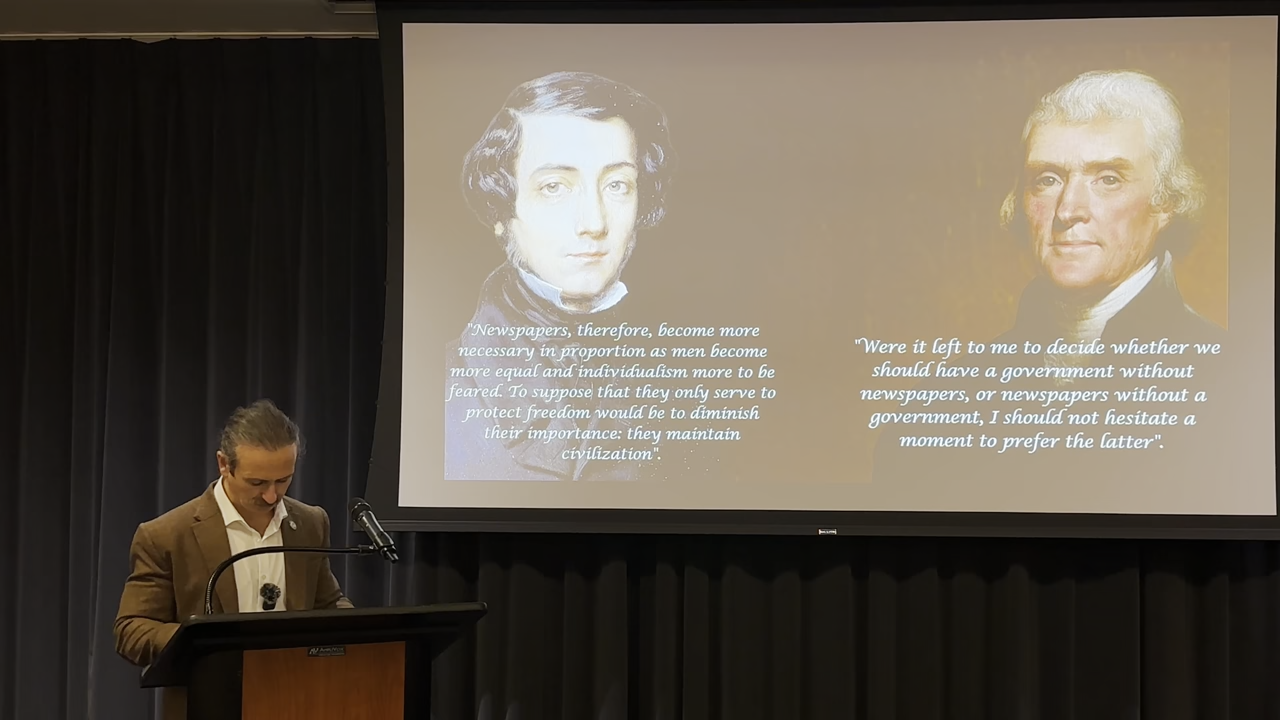 "Newspapers, therefore, become more
necessary in proportion as men become
more equal and individualism more to be
feared. To suppose that they only serve to
protect freedom would be to diminish
their importance: they maintain
civilization".
"Were it left to me to decide whether we
should have a government without
newspapers, or newspapers without a
government, I should not hesitate a
moment to prefer the latter".